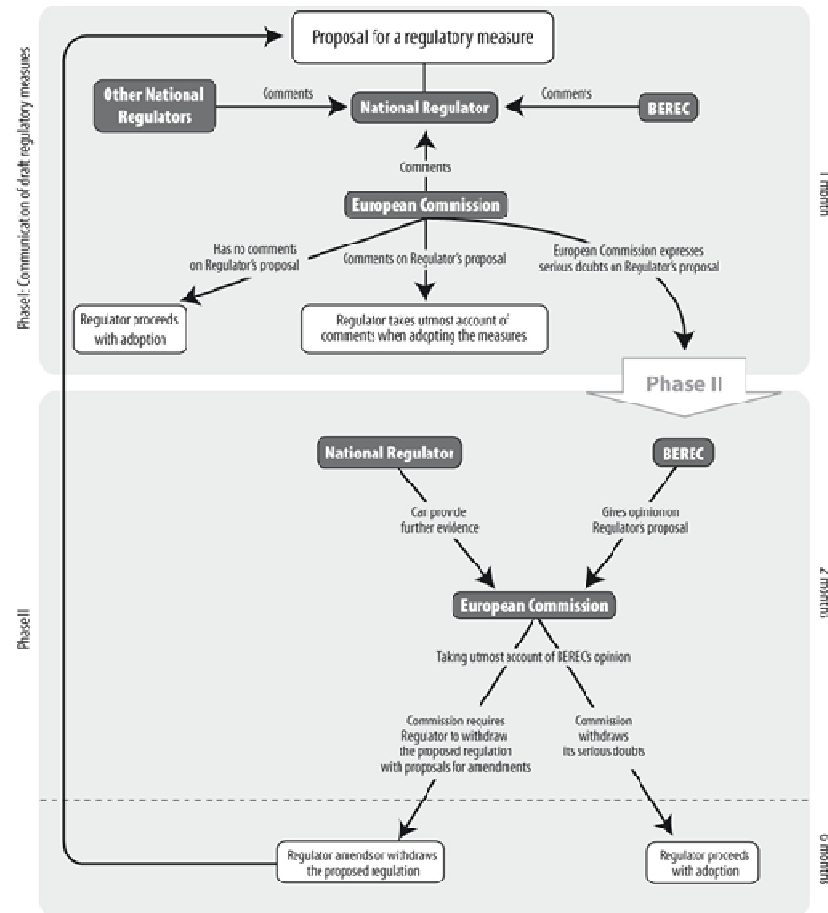 Proposal for a regulatory measure
Other National
Regulators
Comments
National Regulator
Comments
BEREC
Comments
European Commission
Has no comments
on Regulator's proposal
Comments on Regulator's proposal
European Commission expresses
serious doubts on Regulator's proposal
Regulator proceeds
with adoption
Regulator takes utmost account of
comments when adopting the measures
Phase I: Communication of draft regulatory measures
1 month
Phase II
National Regulator
BEREC
Can provide
further evidence
Gives opinion on
Regulators proposal
European Commission
Taking utmost account of BEREC's opinion
Commission requires
Regulator to withdraw
the proposed regulation
with proposals for amendments
Commission
withdraws
its serious doubts
Phase II
2 months
Regulator amends or withdraws
the proposed regulation
Regulator proceeds
with adoption
6 months